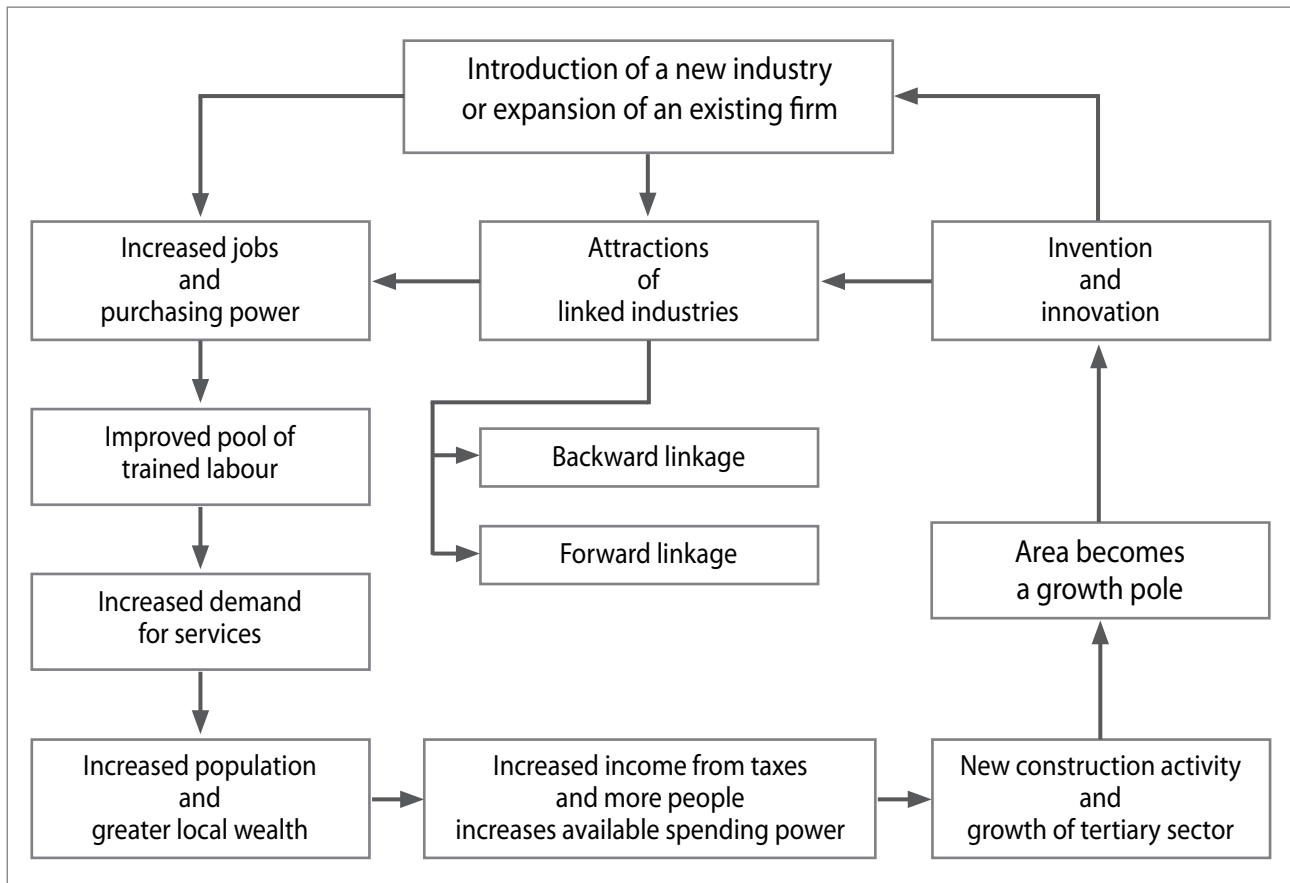 Introduction of a new industry
or expansion of an existing firm
Increased jobs
and
purchasing power
Attractions
of
linked industries
Invention
and
innovation
Improved pool of
trained labour
Backward linkage
Forward linkage
Area becomes
a growth pole
Increased demand
for services
Increased population
and
greater local wealth
Increased income from taxes
and more people
increases available spending power
New construction activity
and
growth of tertiary sector